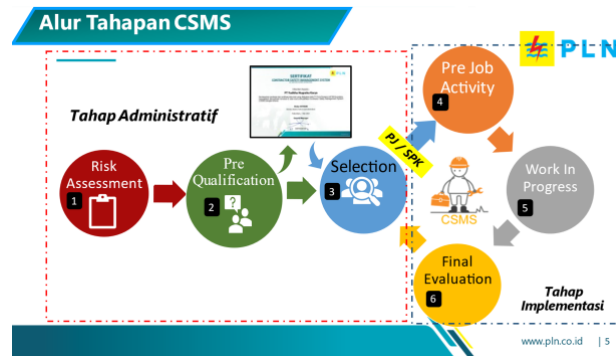 Alur Tahapan CSMS
PLN
Tahap Administratif
SERTIFIKAT
Risk
Assessment
1
Pre
Qualification
2
?
Selection
3
PJ / SPK
Pre Job
Activity
4
Work In
Progress
5
CSMS
Final
Evaluation
6
Tahap
Implementasi
www.pln.co.id | 5